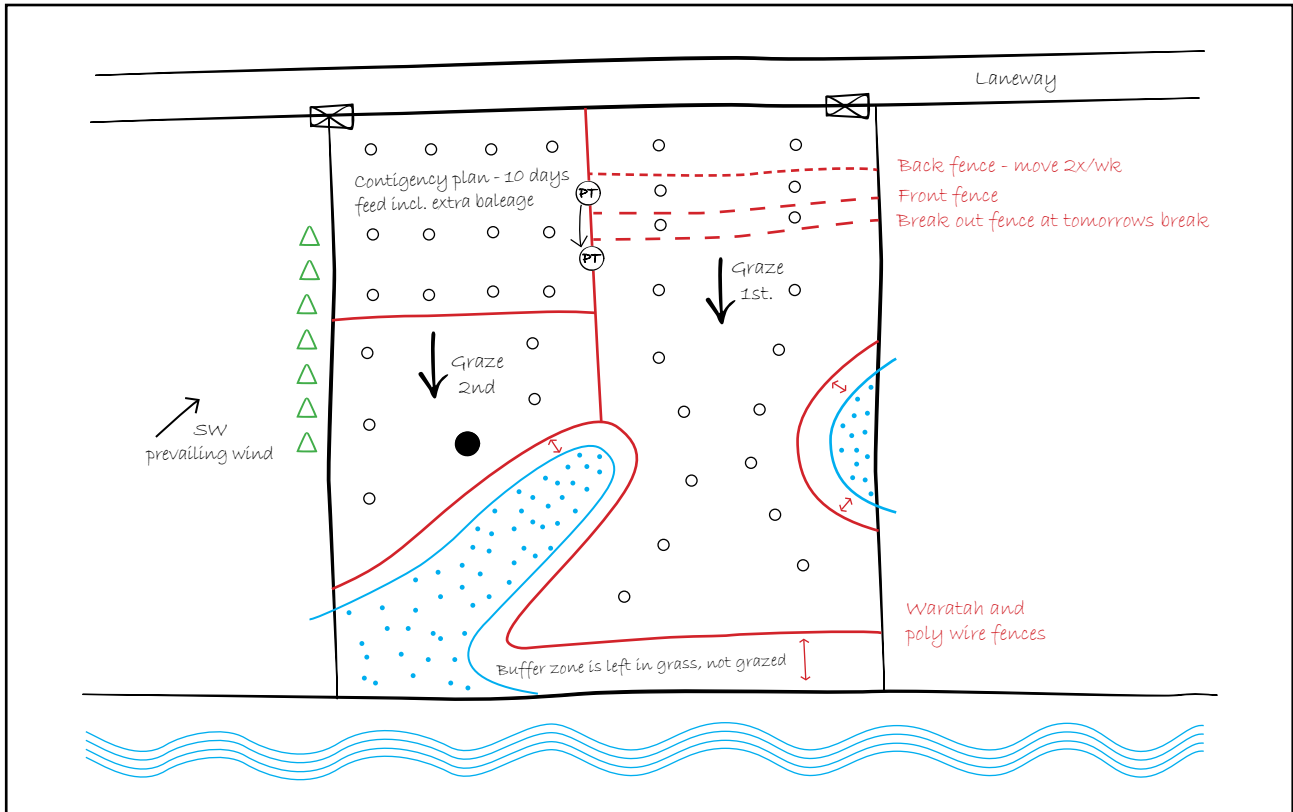 Laneway
Contigency plan - 10 days
feed incl. extra baleage
Back fence - move 2x/wk
Front fence
Break out fence at tomorrows break
PT
PT
Graze
1st.
Graze
2nd
SW
prevailing wind
Waratah and
poly wire fences
Buffer zone is left in grass, not grazed